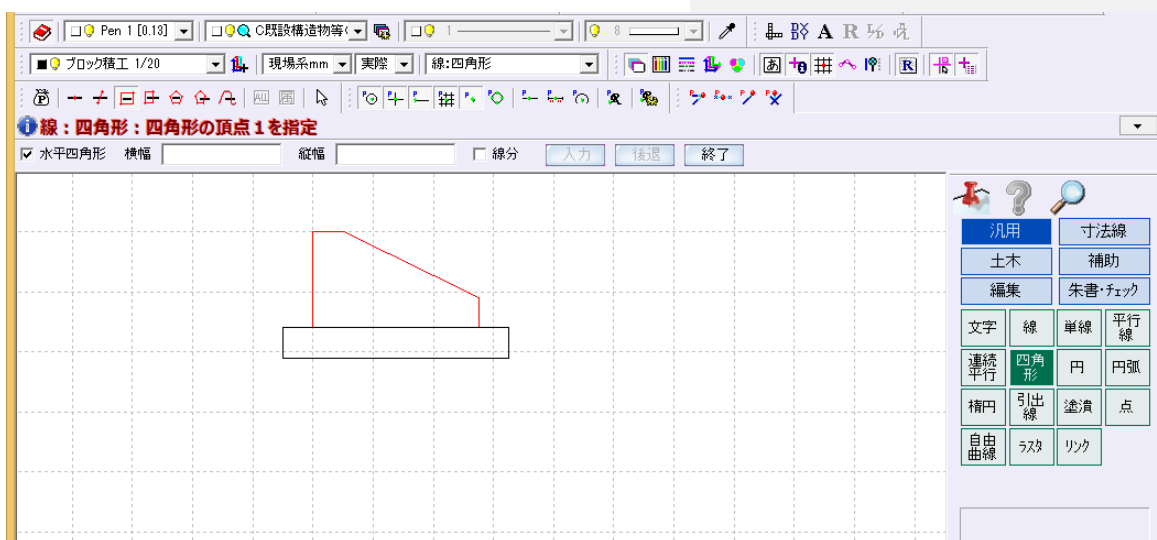 Pen 1 [0.13] C既設構造物等( 1 8 A R
ブロック積工 1/20 現場系mm 実際 線:四角形 あ R
ALL
線：四角形：四角形の頂点１を指定
水平四角形 横幅 縦幅 線分 入力 後退 終了
汎用 寸法線
土木 補助
編集 朱書・チェック
文字 線 単線 平行線
連続平行 四角形 円 円弧
楕円 引出線 塗潰 点
自由曲線 ラスタ リンク